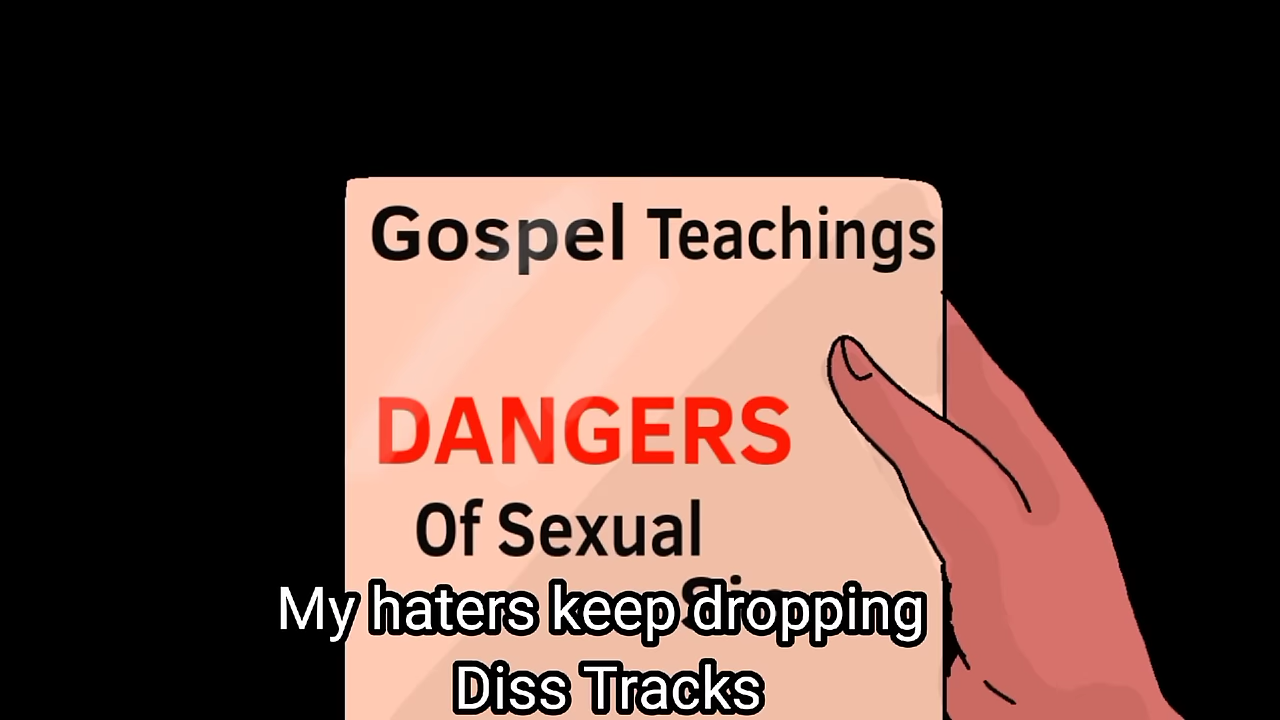 Gospel Teachings
DANGERS
Of Sexual
My haters keep dropping
Diss Tracks